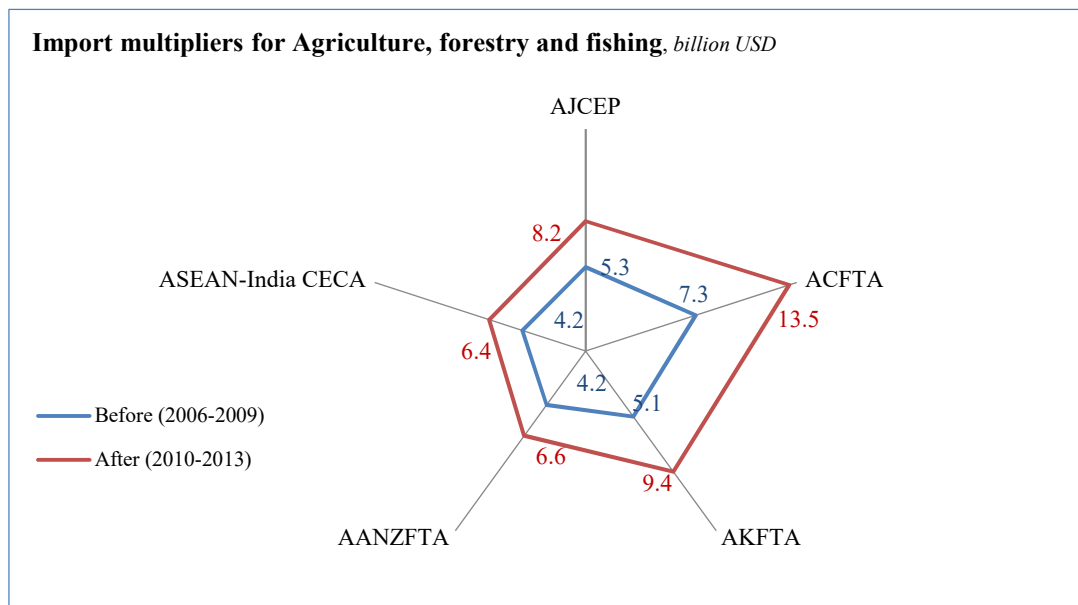 Import multipliers for Agriculture, forestry and fishing, billion USD
AJCEP
8.2
5.3
ASEAN-India CECA
7.3
ACFTA
4.2
13.5
6.4
4.2
5.1
Before (2006-2009)
After (2010-2013)
6.6
9.4
AANZFTA
AKFTA